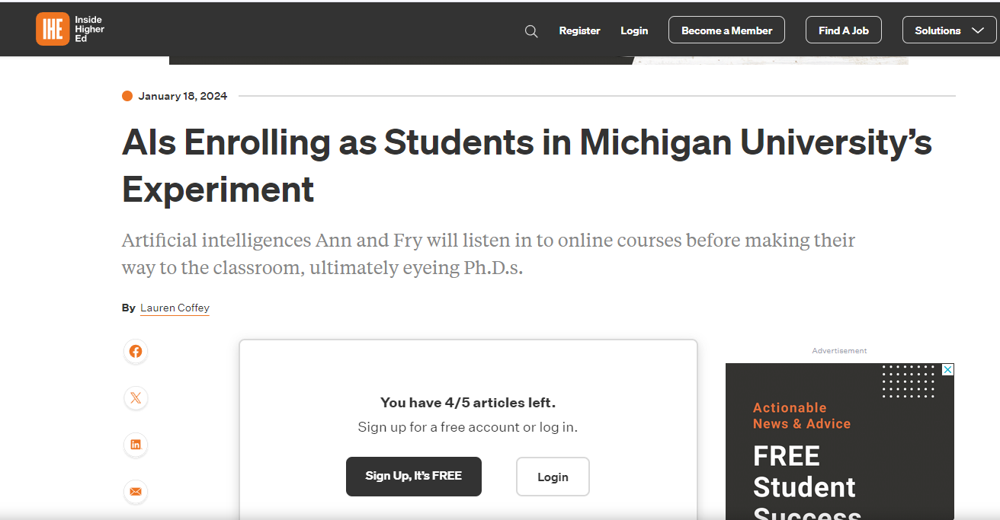 IHE
Inside
Higher
Ed
Register
Login
Become a Member
Find A Job
Solutions
January 18, 2024
AIs Enrolling as Students in Michigan University’s
Experiment
Artificial intelligences Ann and Fry will listen in to online courses before making their
way to the classroom, ultimately eyeing Ph.D.s.
By Lauren Coffey
You have 4/5 articles left.
Sign up for a free account or log in.
Sign Up, It’s FREE
Login
Advertisement
Actionable
News & Advice
FREE
Student
Success